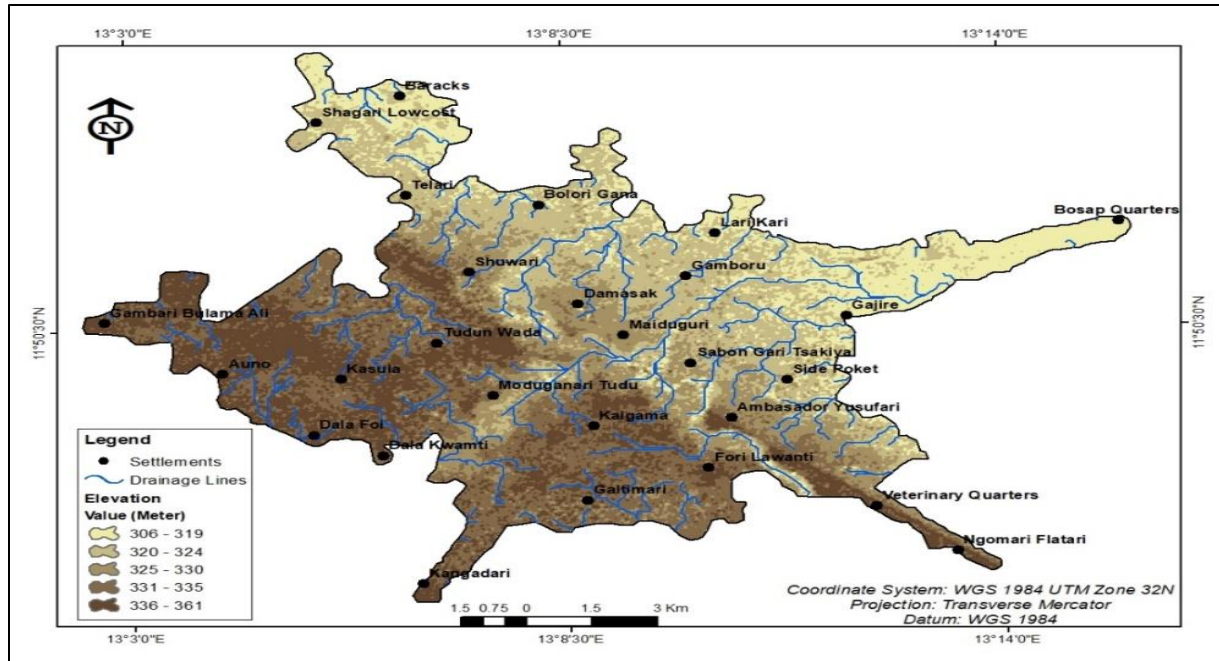 13°3'0"E 13°8'30"E 13°14'0"E
N
Baracks
Shagari Lowcost
Telari
Bolori Gana
Bosap Quarters
Lari Kari
Shuwari
Gamboru
Damasak
Gajire
Gambari Bulama Ali
Maiduguri
Tudun Wada
11°50'30"N
11°50'30"N
Sabon Gari Tsakiya
Auno
Kasuia
Side Poket
Moduganari Tudu
Ambasador Yusufari
Kalgama
Dala Foi
Dala Kwamti
Fori Lawanti
Galtimari
Veterinary Quarters
Ngomari Flatari
Kangadari
Legend
Settlements
Drainage Lines
Elevation
Value (Meter)
306 - 319
320 - 324
325 - 330
331 - 335
336 - 361
1.5 0.75 0 1.5 3 Km
Coordinate System: WGS 1984 UTM Zone 32N
Projection: Transverse Mercator
Datum: WGS 1984
13°3'0"E 13°8'30"E 13°14'0"E